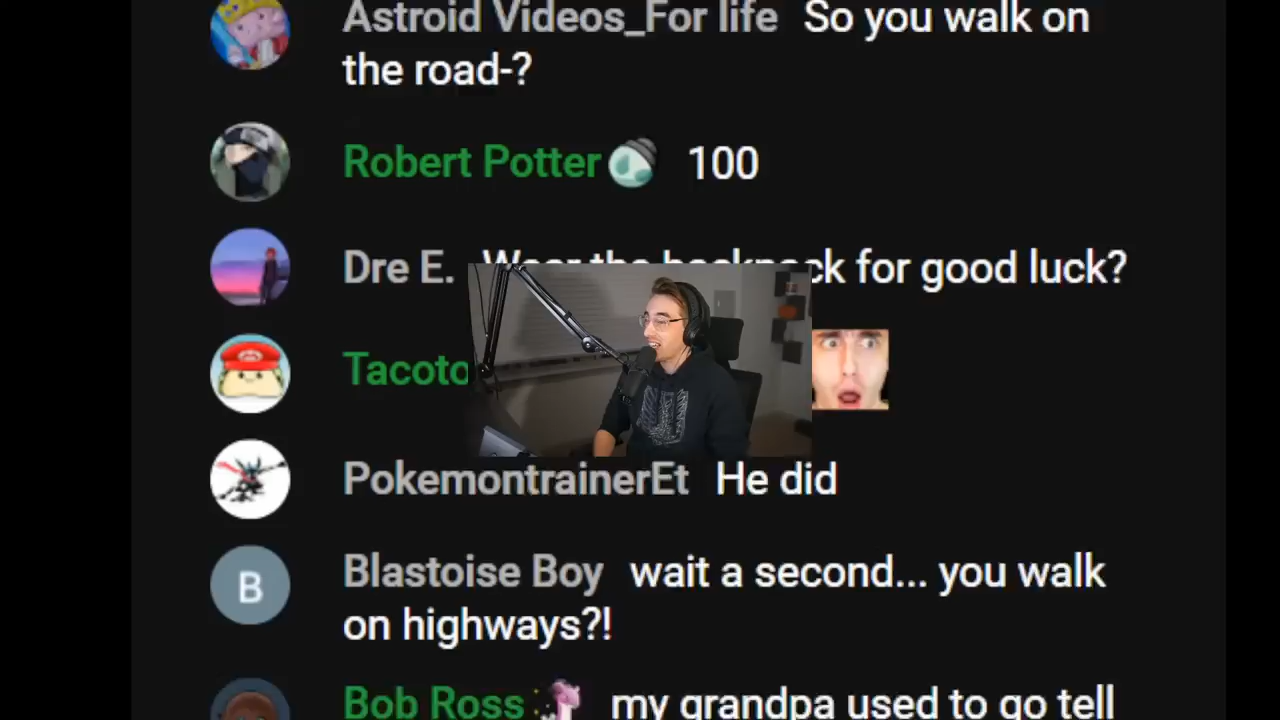 Astroid Videos_For life So you walk on
the road-?
Robert Potter 100
Dre E. Wear the backpack for good luck?
Tacoto
PokemontrainerEt He did
B
Blastoise Boy wait a second... you walk
on highways?!
Bob Ross my grandpa used to go tell